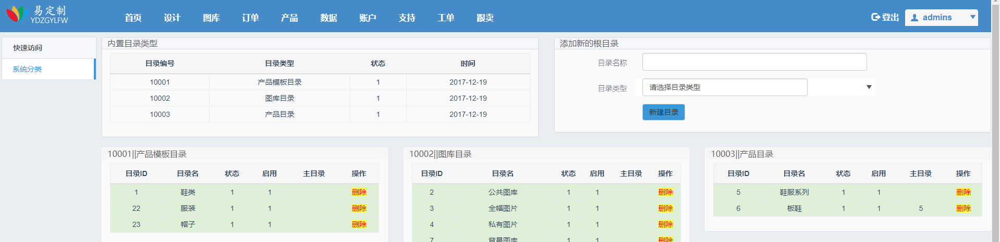 易定制
YDZGYLFW
首页 设计 图库 订单 产品 数据 账户 支持 工单 跟卖 登出 admins
快速访问
系统分类
内置目录类型
目录编号 目录类型 状态 时间
10001 产品模板目录 1 2017-12-19
10002 图库目录 1 2017-12-19
10003 产品目录 1 2017-12-19
添加新的根目录
目录名称
目录类型 请选择目录类型
新建目录
10001||产品模板目录
目录ID 目录名 状态 启用 主目录 操作
1 鞋类 1 1 删除
22 服装 1 1 删除
23 帽子 1 1 删除
10002||图库目录
目录ID 目录名 状态 启用 主目录 操作
2 公共图库 1 1 删除
3 全幅图片 1 1 删除
4 私有图片 1 1 删除
7 背景图库 1 1 删除
10003||产品目录
目录ID 目录名 状态 启用 主目录 操作
5 鞋服系列 1 1 删除
6 板鞋 1 1 5 删除